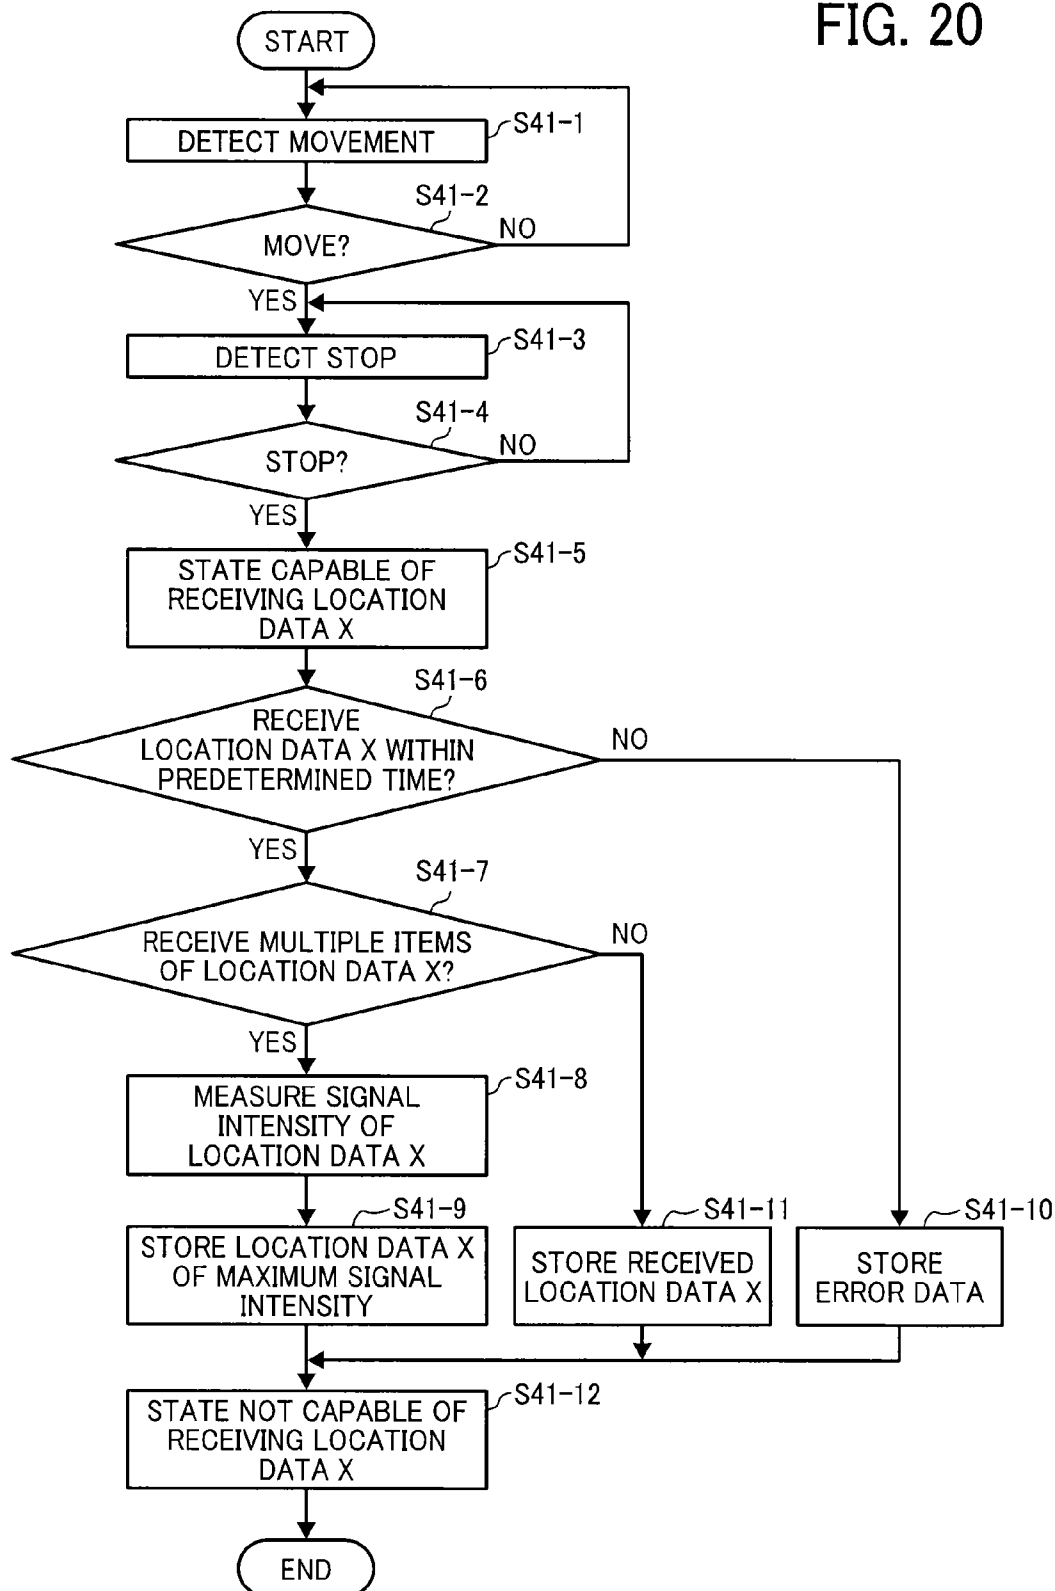 FIG. 20
START
S41-1
DETECT MOVEMENT
S41-2
MOVE?
NO
YES
S41-3
DETECT STOP
S41-4
STOP?
NO
YES
S41-5
STATE CAPABLE OF
RECEIVING LOCATION
DATA X
S41-6
RECEIVE
LOCATION DATA X WITHIN
PREDETERMINED TIME?
NO
YES
S41-7
RECEIVE MULTIPLE ITEMS
OF LOCATION DATA X?
NO
YES
S41-8
MEASURE SIGNAL
INTENSITY OF
LOCATION DATA X
S41-9
STORE LOCATION DATA X
OF MAXIMUM SIGNAL
INTENSITY
S41-11
STORE RECEIVED
LOCATION DATA X
S41-10
STORE
ERROR DATA
S41-12
STATE NOT CAPABLE OF
RECEIVING LOCATION
DATA X
END